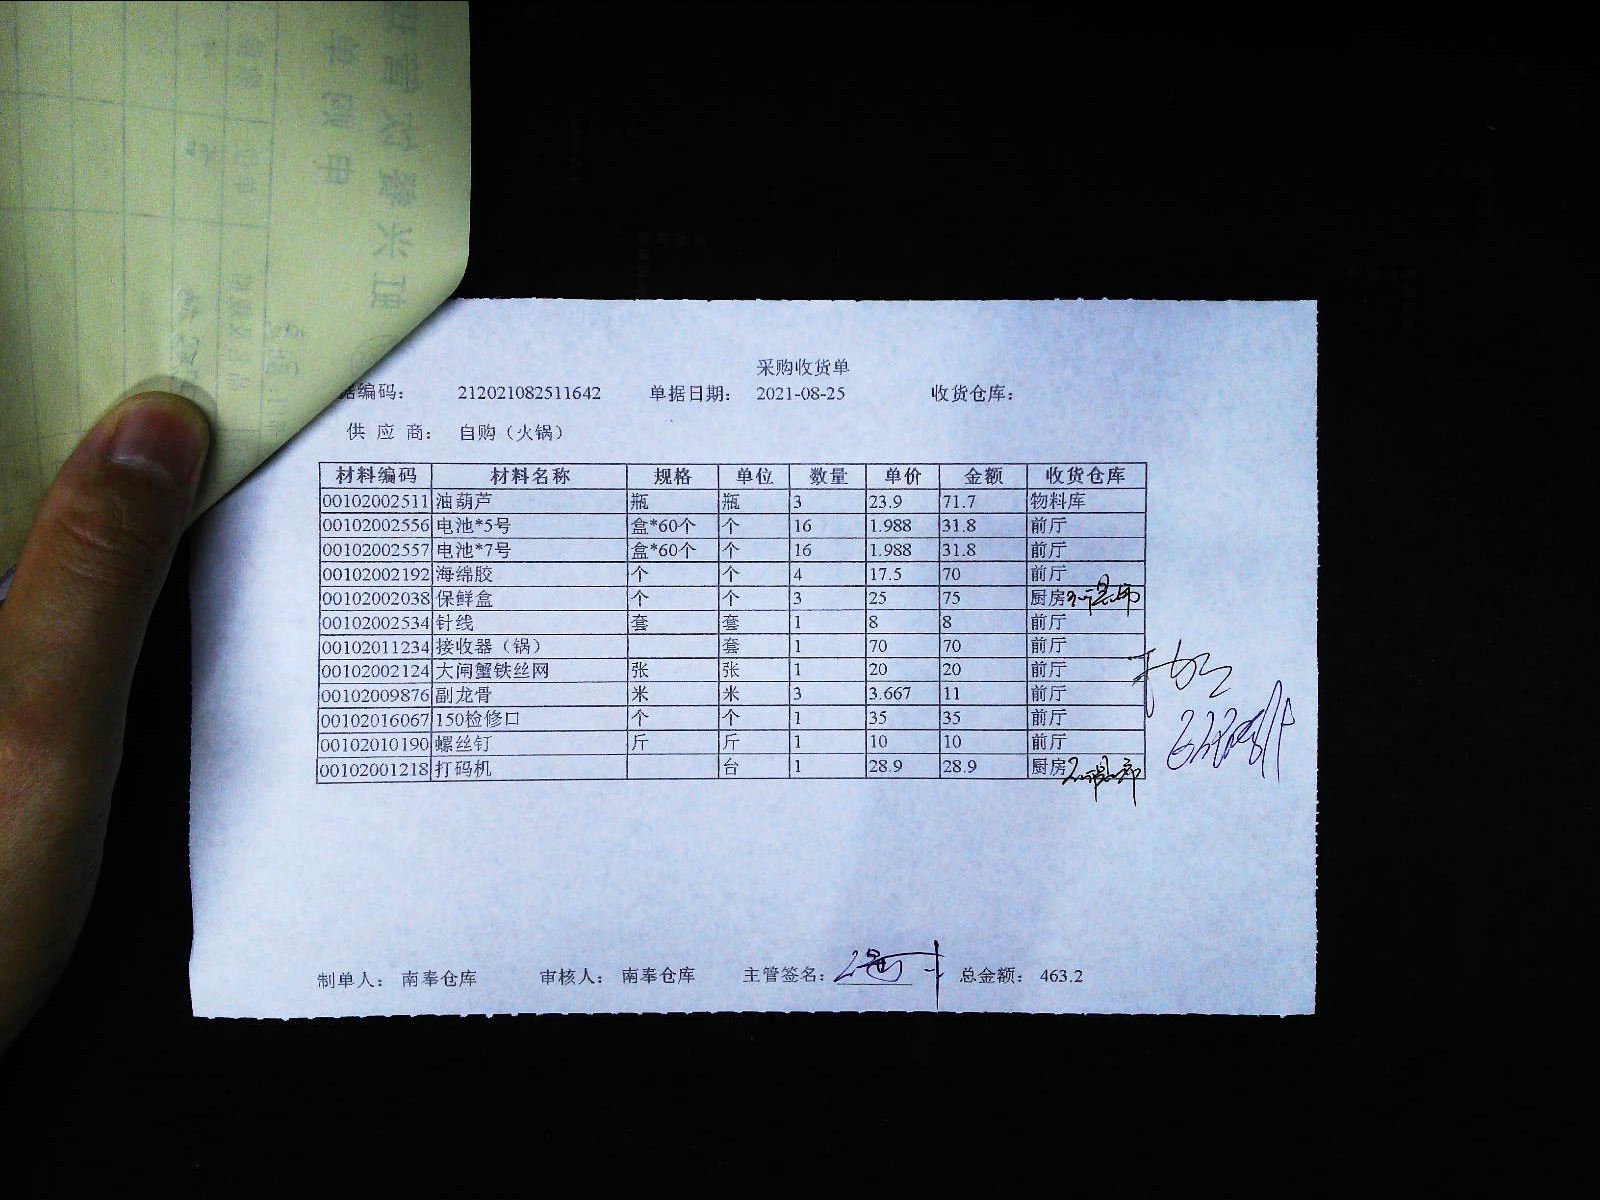 采购收货单
据编码： 212021082511642 单据日期： 2021-08-25 收货仓库：
供 应 商： 自购（火锅）
材料编码 材料名称 规格 单位 数量 单价 金额 收货仓库
00102002511 油葫芦 瓶 瓶 3 23.9 71.7 物料库
00102002556 电池*5号 盒*60个 个 16 1.988 31.8 前厅
00102002557 电池*7号 盒*60个 个 16 1.988 31.8 前厅
00102002192 海绵胶 个 个 4 17.5 70 前厅
00102002038 保鲜盒 个 个 3 25 75 厨房
00102002534 针线 套 套 1 8 8 前厅
00102011234 接收器（锅） 套 1 70 70 前厅
00102002124 大闸蟹铁丝网 张 张 1 20 20 前厅
00102009876 副龙骨 米 米 3 3.667 11 前厅
00102016067 150检修口 个 个 1 35 35 前厅
00102010190 螺丝钉 斤 斤 1 10 10 前厅
00102001218 打码机 台 1 28.9 28.9 厨房
制单人： 南奉仓库 审核人： 南奉仓库 主管签名： 总金额： 463.2